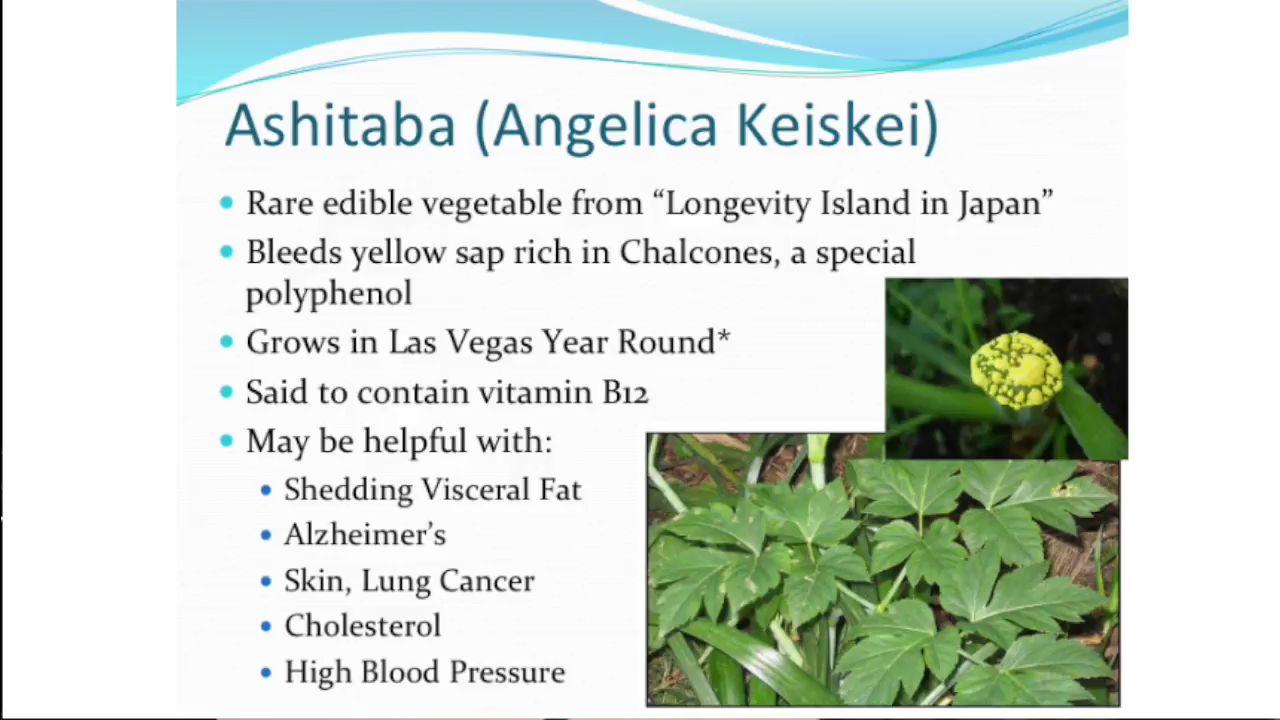 Ashitaba (Angelica Keiskei)
Rare edible vegetable from “Longevity Island in Japan”
Bleeds yellow sap rich in Chalcones, a special
polyphenol
Grows in Las Vegas Year Round*
Said to contain vitamin B12
May be helpful with:
Shedding Visceral Fat
Alzheimer’s
Skin, Lung Cancer
Cholesterol
High Blood Pressure